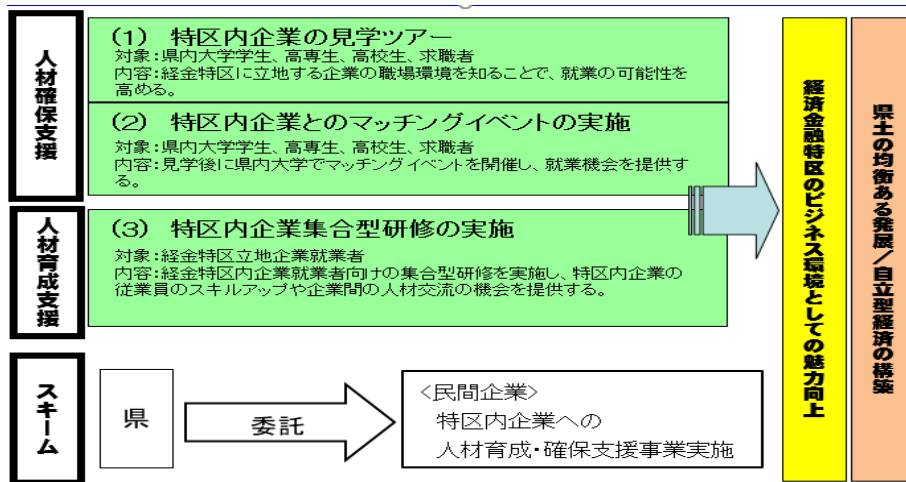 人材確保支援
(1) 特区内企業の見学ツアー
対象:県内大学学生、高専生、高校生、求職者
内容:経金特区に立地する企業の職場環境を知ることで、就業の可能性を
高める。
(2) 特区内企業とのマッチングイベントの実施
対象:県内大学学生、高専生、高校生、求職者
内容:見学後に県内大学でマッチングイベントを開催し、就業機会を提供す
る。
人材育成支援
(3) 特区内企業集合型研修の実施
対象:経金特区立地企業就業者
内容:経金特区内企業就業者向けの集合型研修を実施し、特区内企業の
従業員のスキルアップや企業間の人材交流の機会を提供する。
スキーム
県
委託
<民間企業>
特区内企業への
人材育成・確保支援事業実施
経済金融特区のビジネス環境としての魅力向上
県土の均衡ある発展/自立型経済の構築